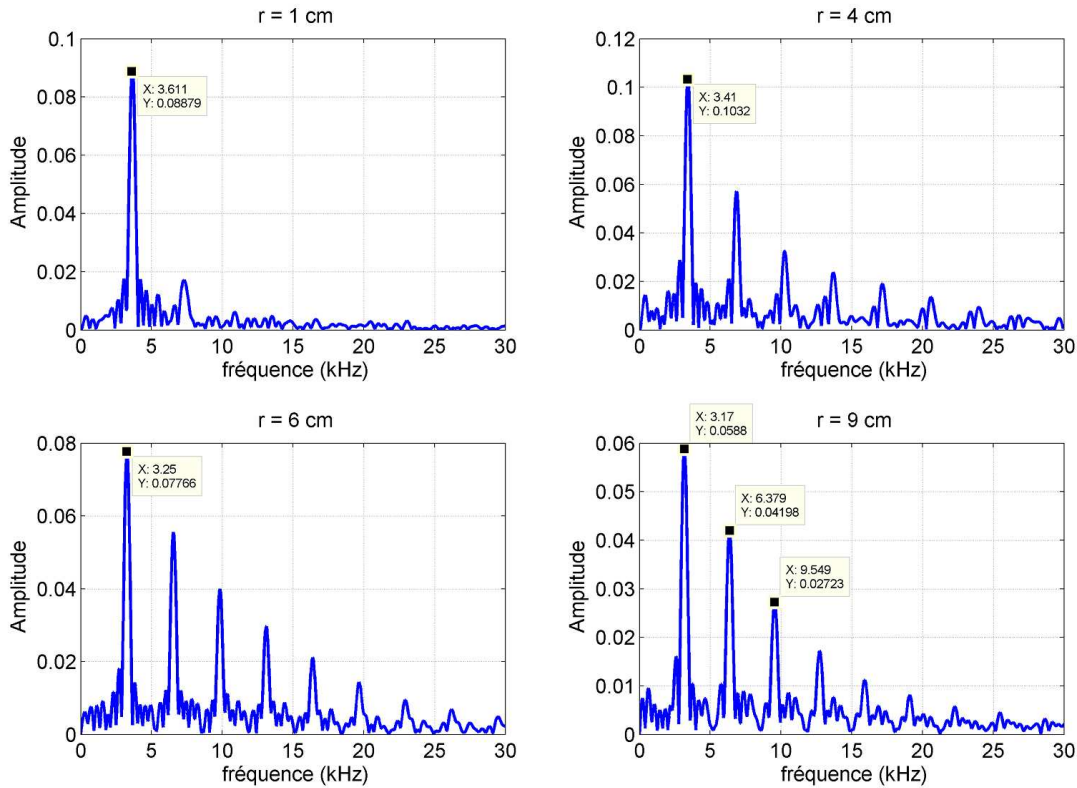 r = 1 cm
0.1
0.08
0.06
0.04
0.02
0
Amplitude
X: 3.611
Y: 0.08879
0 5 10 15 20 25 30
fréquence (kHz)
r = 4 cm
0.12
0.1
0.08
0.06
0.04
0.02
0
Amplitude
X: 3.41
Y: 0.1032
0 5 10 15 20 25 30
fréquence (kHz)
r = 6 cm
0.08
0.06
0.04
0.02
0
Amplitude
X: 3.25
Y: 0.07766
0 5 10 15 20 25 30
fréquence (kHz)
r = 9 cm
0.06
0.05
0.04
0.03
0.02
0.01
0
Amplitude
X: 3.17
Y: 0.0588
X: 6.379
Y: 0.04198
X: 9.549
Y: 0.02723
0 5 10 15 20 25 30
fréquence (kHz)